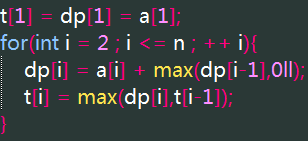 t[1] = dp[1] = a[1];
for(int i = 2 ; i <= n ; ++ i){
dp[i] = a[i] + max(dp[i-1],0ll);
t[i] = max(dp[i],t[i-1]);
}